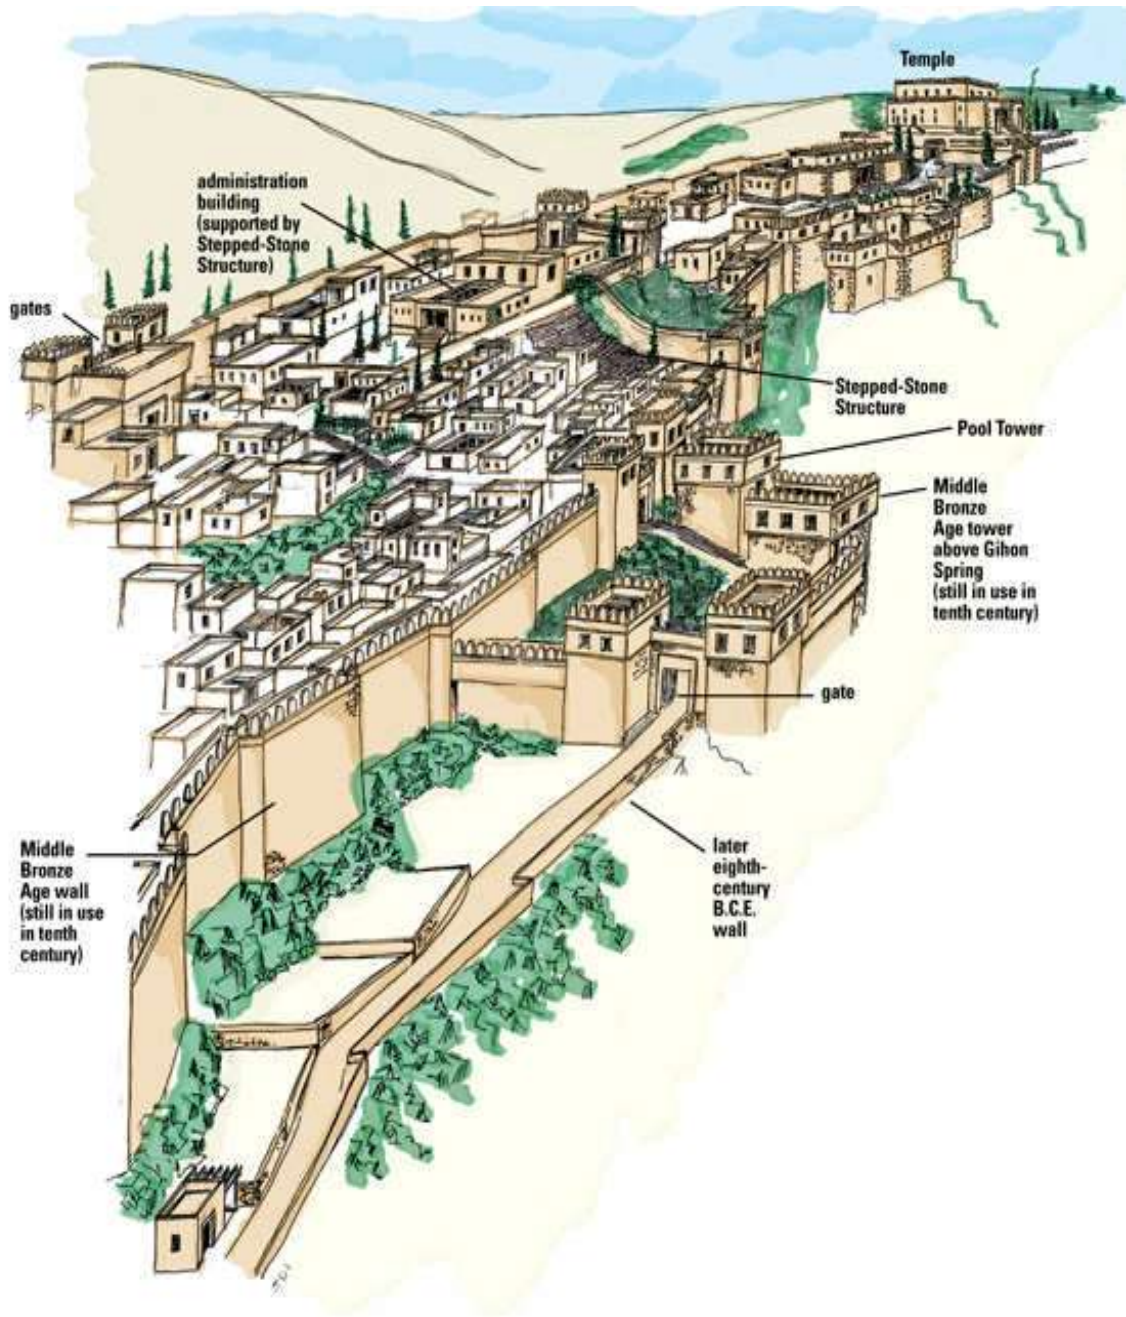 Temple
administration
building
(supported by
Stepped-Stone
Structure)
gates
Stepped-Stone
Structure
Pool Tower
Middle
Bronze
Age tower
above Gihon
Spring
(still in use in
tenth century)
gate
Middle
Bronze
Age wall
(still in use
in tenth
century)
later
eighth-
century
B.C.E.
wall